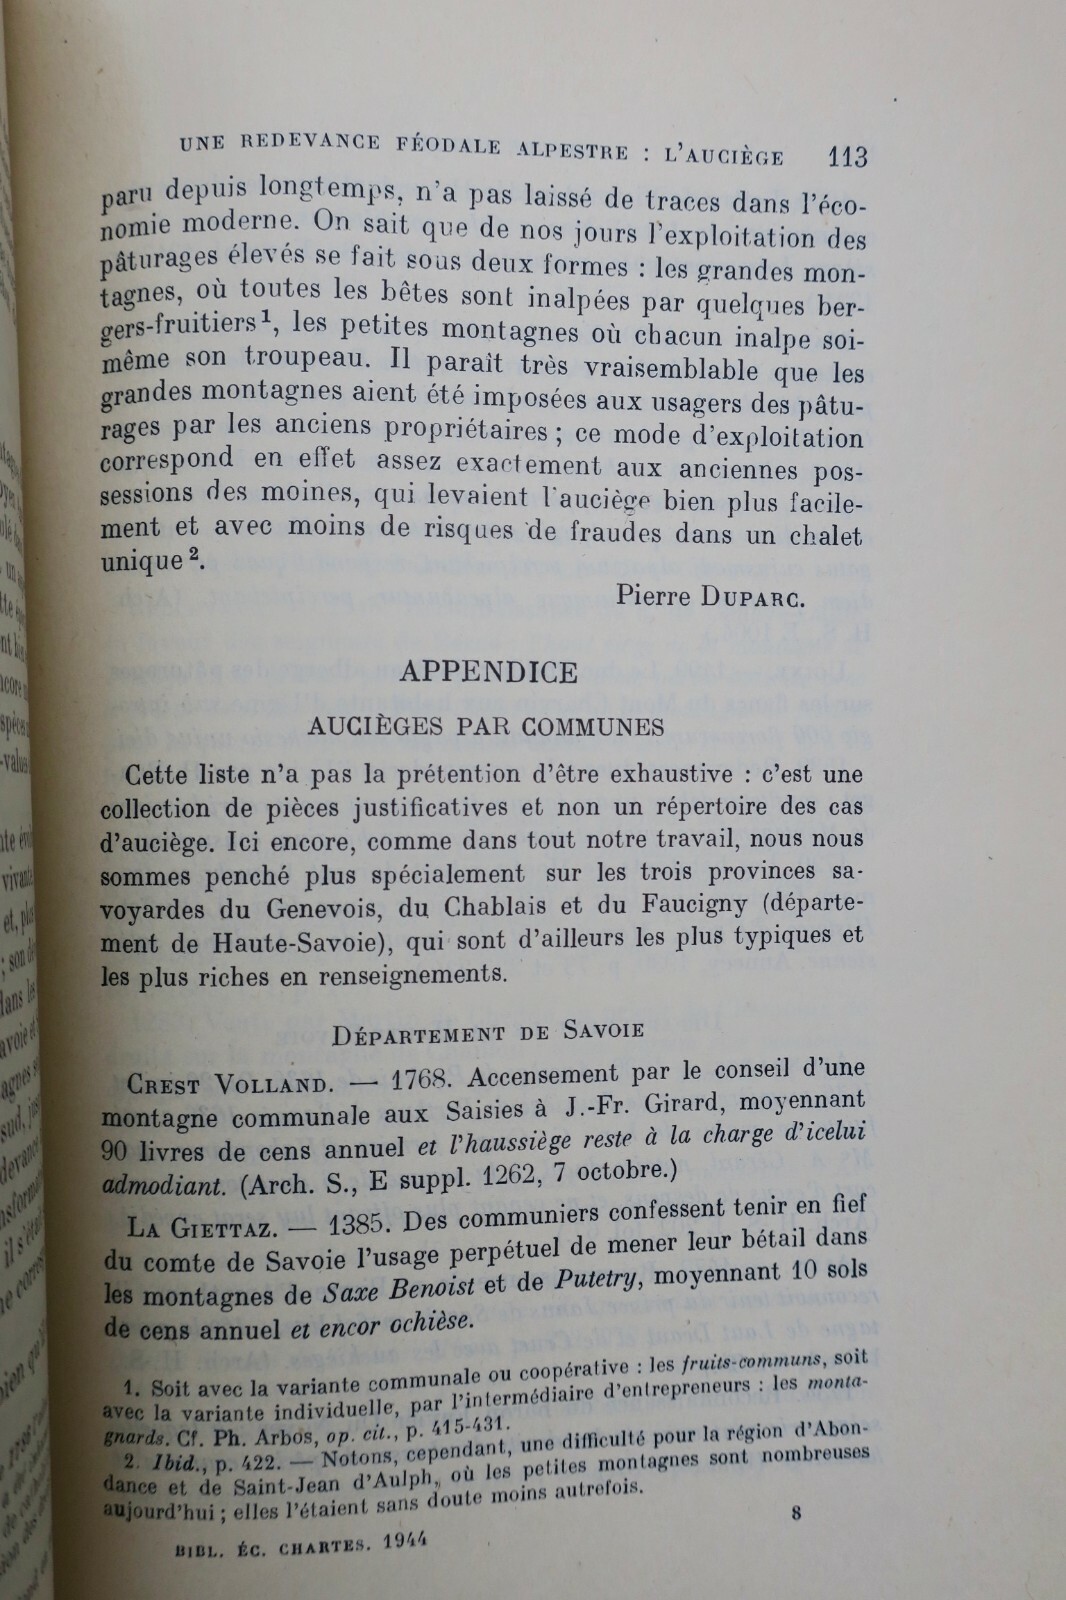 UNE REDEVANCE FÉODALE ALPESTRE : L'AUCIÈGE 113
paru depuis longtemps, n'a pas laissé de traces dans l'éco-
nomie moderne. On sait que de nos jours l'exploitation des
pâturages élevés se fait sous deux formes : les grandes mon-
tagnes, où toutes les bêtes sont inalpées par quelques ber-
gers-fruitiers1, les petites montagnes où chacun inalpe soi-
même son troupeau. Il paraît très vraisemblable que les
grandes montagnes aient été imposées aux usagers des pâtu-
rages par les anciens propriétaires ; ce mode d'exploitation
correspond en effet assez exactement aux anciennes pos-
sessions des moines, qui levaient l'auciège bien plus facile-
ment et avec moins de risques de fraudes dans un chalet
unique 2.
Pierre DUPARC.
APPENDICE
AUCIÈGES PAR COMMUNES
Cette liste n'a pas la prétention d'être exhaustive : c'est une
collection de pièces justificatives et non un répertoire des cas
d'auciège. Ici encore, comme dans tout notre travail, nous nous
sommes penché plus spécialement sur les trois provinces sa-
voyardes du Genevois, du Chablais et du Faucigny (départe-
ment de Haute-Savoie), qui sont d'ailleurs les plus typiques et
les plus riches en renseignements.
DÉPARTEMENT DE SAVOIE
CREST VOLLAND. — 1768. Accensement par le conseil d'une
montagne communale aux Saisies à J.-Fr. Girard, moyennant
90 livres de cens annuel et l'haussiège reste à la charge d'icelui
admodiant. (Arch. S., E suppl. 1262, 7 octobre.)
LA GIETTAZ. — 1385. Des communiers confessent tenir en fief
du comte de Savoie l'usage perpétuel de mener leur bétail dans
les montagnes de Saxe Benoist et de Putetry, moyennant 10 sols
de cens annuel et encor ochièse.
1. Soit avec la variante communale ou coopérative : les fruits-communs, soit
avec la variante individuelle, par l'intermédiaire d'entrepreneurs : les monta-
gnards. Cf. Ph. Arbos, op. cit., p. 415-431.
2. Ibid., p. 422. — Notons, cependant, une difficulté pour la région d'Abon-
dance et de Saint-Jean d'Aulph, où les petites montagnes sont nombreuses
aujourd'hui ; elles l'étaient sans doute moins autrefois.
BIBL. ÉC. CHARTES. 1944 8